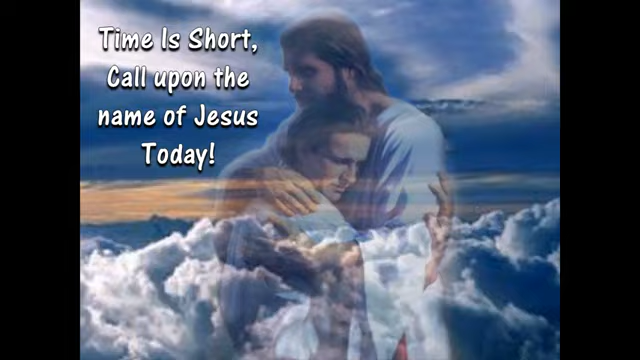 Time Is Short,
Call upon the
name of Jesus
Today!